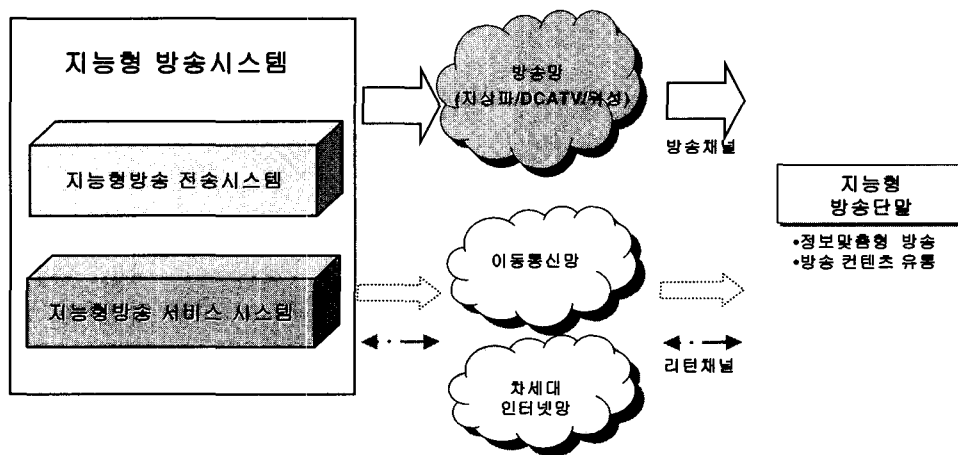 지능형 방송시스템
지능형방송 전송시스템
지능형방송 서비스 시스템
방송망
(지상파/DCATV/위성)
방송채널
이동통신망
차세대
인터넷망
리턴채널
지능형
방송단말
•정보맞춤형 방송
•방송 컨텐츠 유통